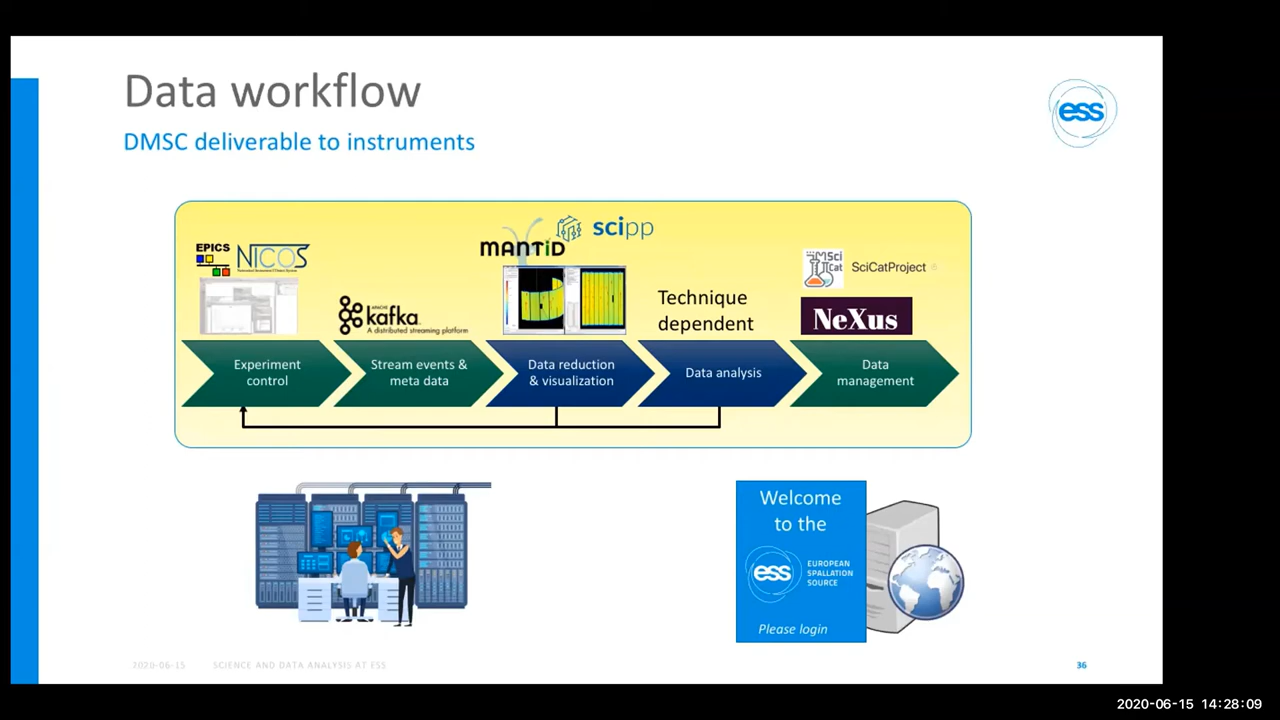 Data workflow
ess
DMSC deliverable to instruments
EPICS
NICOS
MANTID
scipp
SciCat
SciCatProject
APACHE
kafka
A distributed streaming platform
Technique
dependent
NeXus
Experiment
control
Stream events &
meta data
Data reduction
& visualization
Data analysis
Data
management
Welcome
to the
ess
EUROPEAN
SPALLATION
SOURCE
Please login
2020-06-15
SCIENCE AND DATA ANALYSIS AT ESS
36
2020-06-15 14:28:09